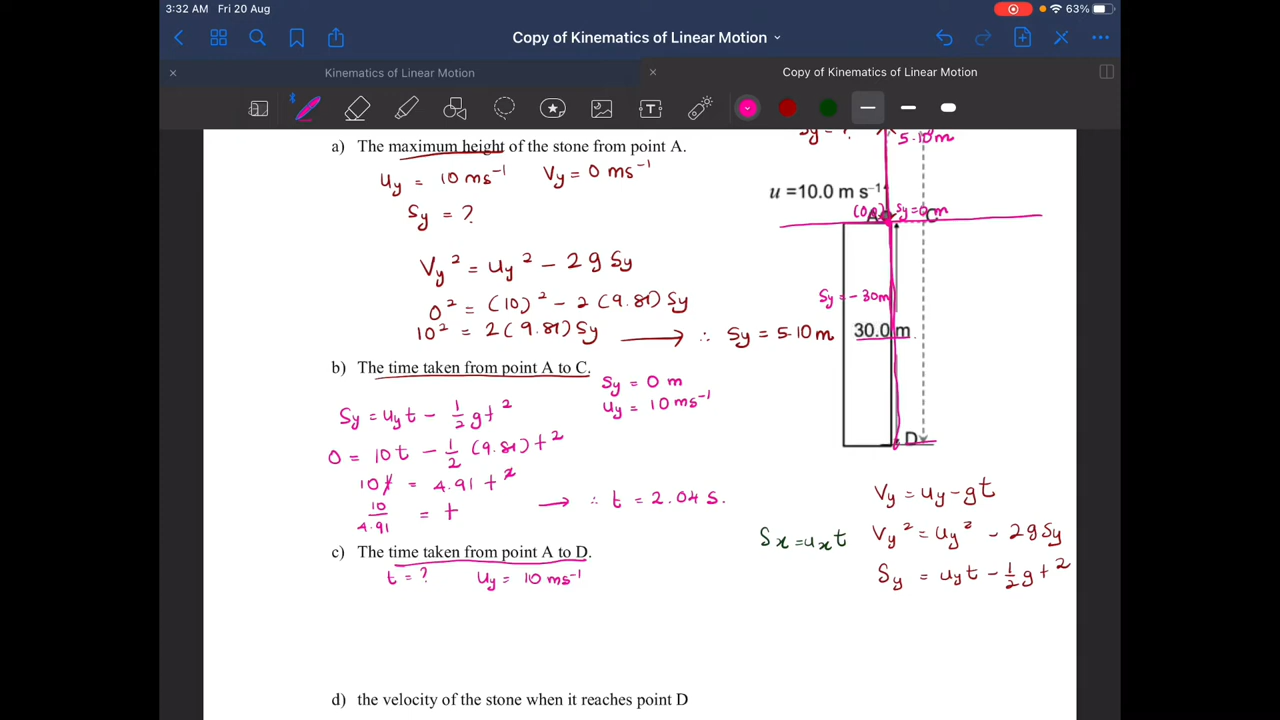 3:32 AM Fri 20 Aug 63%
Copy of Kinematics of Linear Motion
Kinematics of Linear Motion
Copy of Kinematics of Linear Motion
Sy = ?
5.10m
a) The maximum height of the stone from point A.
uy = 10 ms⁻¹ Vy = 0 ms⁻¹
Sy = ?
u =10.0 m s⁻¹
(0,0) Sy = 0 m
A C
Vy² = uy² − 2gSy
0² = (10)² − 2(9.81)Sy
Sy = −30m
10² = 2(9.81)Sy ⟶ ∴ Sy = 5.10m
30.0 m
b) The time taken from point A to C.
Sy = 0 m
uy = 10 ms⁻¹
Sy = uyt − ½gt²
D
0 = 10t − ½(9.81)t²
10t = 4.91t²
10/4.91 = t ⟶ ∴ t = 2.04 s.
Vy = uy − gt
Sx = uxt Vy² = uy² − 2gSy
Sy = uyt − ½gt²
c) The time taken from point A to D.
t = ? uy = 10 ms⁻¹
d) the velocity of the stone when it reaches point D